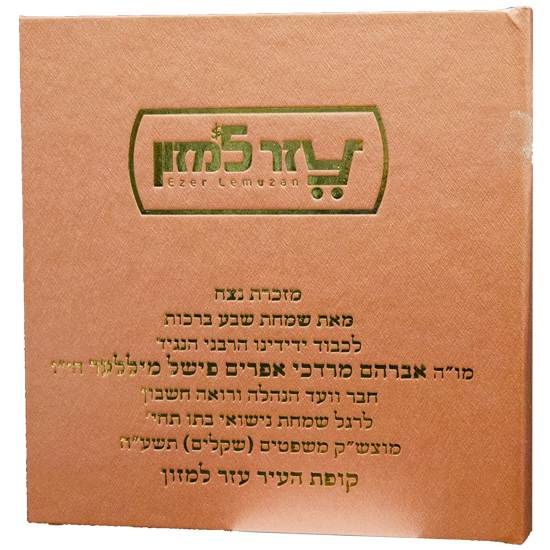 עזר למזון
Ezer Lemuzan
מזכרת נצח
מאת שמחת שבע ברכות
לכבוד ידידינו הרבני הנגיד
מו״ה אברהם מרדכי אפרים פישל מיללער הי״ו
חבר וועד הנהלה ורואה חשבון
לרגל שמחת נישואי בתו תחי׳
מוצש״ק משפטים (שקלים) תשע״ח
קופת העיר עזר למזון